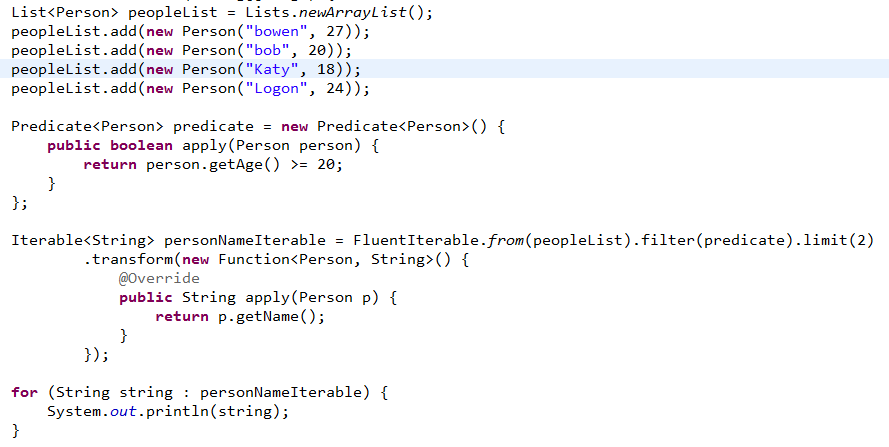 List<Person> peopleList = Lists.newArrayList();
peopleList.add(new Person("bowen", 27));
peopleList.add(new Person("bob", 20));
peopleList.add(new Person("Katy", 18));
peopleList.add(new Person("Logon", 24));

Predicate<Person> predicate = new Predicate<Person>() {
    public boolean apply(Person person) {
        return person.getAge() >= 20;
    }
};

Iterable<String> personNameIterable = FluentIterable.from(peopleList).filter(predicate).limit(2)
        .transform(new Function<Person, String>() {
            @Override
            public String apply(Person p) {
                return p.getName();
            }
        });

for (String string : personNameIterable) {
    System.out.println(string);
}